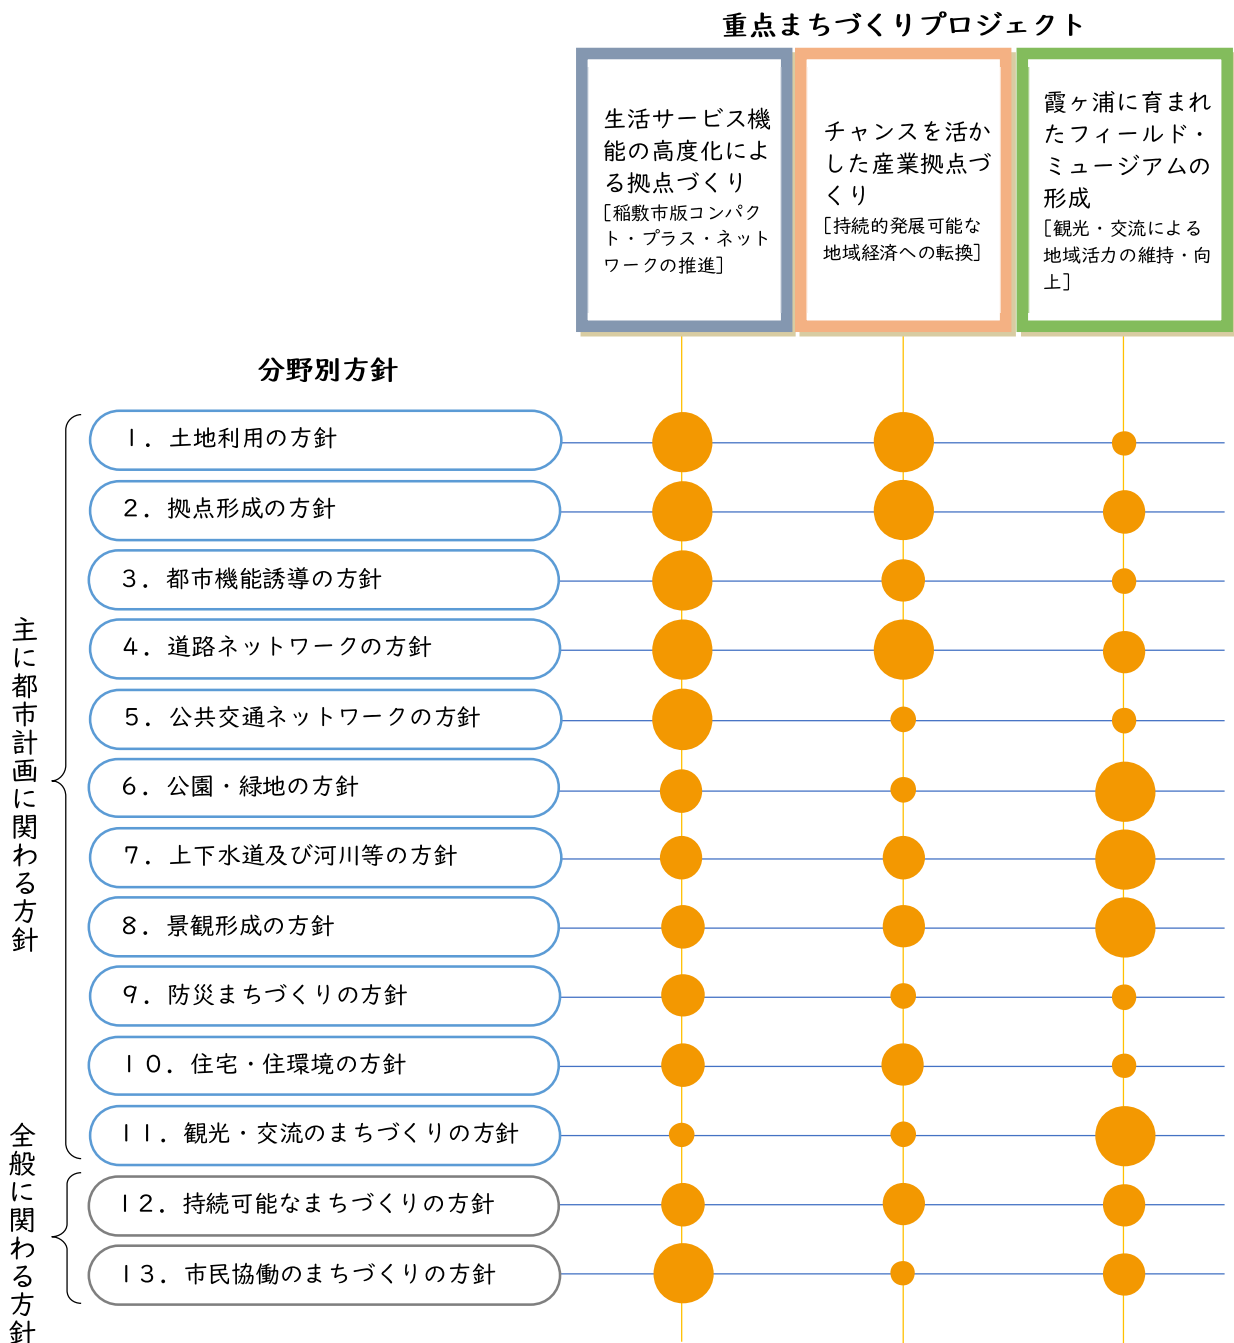 重点まちづくりプロジェクト
生活サービス機
能の高度化によ
る拠点づくり
[稲敷市版コンパク
ト・プラス・ネット
ワークの推進]
チャンスを活か
した産業拠点づ
くり
[持続的発展可能な
地域経済への転換]
霞ヶ浦に育まれ
たフィールド・
ミュージアムの
形成
[観光・交流による
地域活力の維持・向
上]
分野別方針
主に都市計画に関わる方針
1．土地利用の方針
2．拠点形成の方針
3．都市機能誘導の方針
4．道路ネットワークの方針
5．公共交通ネットワークの方針
6．公園・緑地の方針
7．上下水道及び河川等の方針
8．景観形成の方針
9．防災まちづくりの方針
10．住宅・住環境の方針
11．観光・交流のまちづくりの方針
全般に関わる方針
12．持続可能なまちづくりの方針
13．市民協働のまちづくりの方針